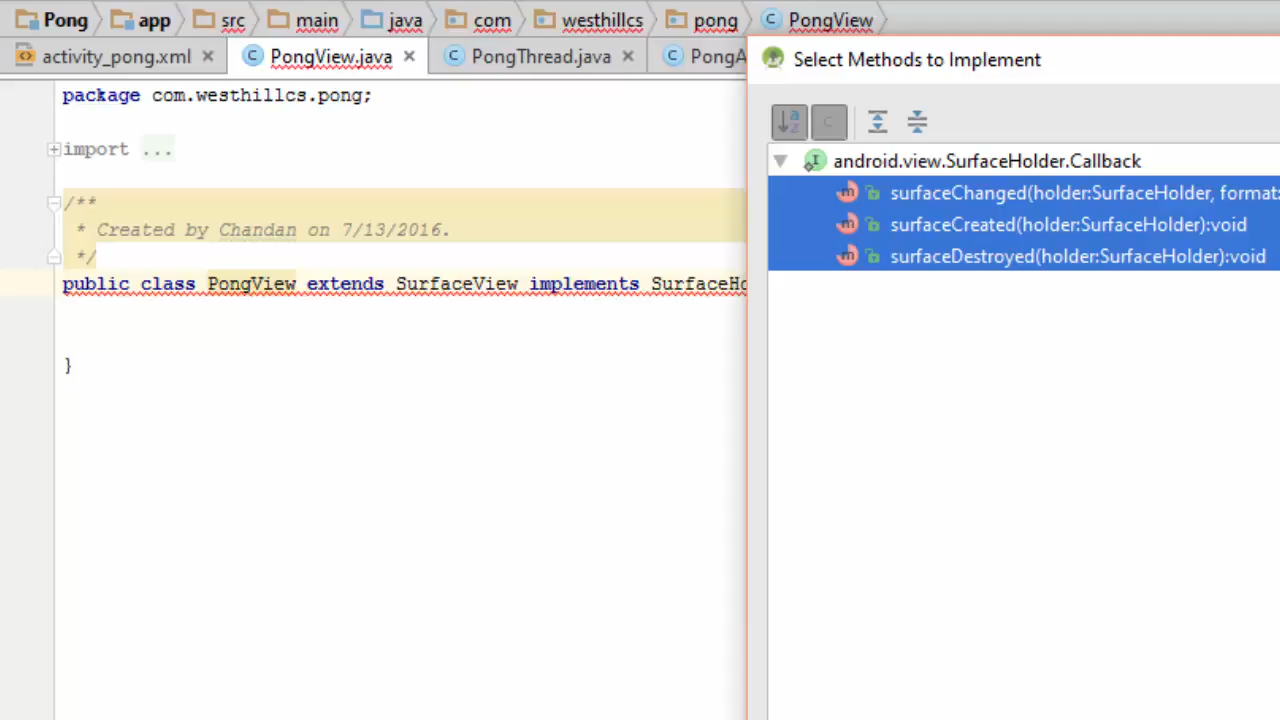 Pong app src main java com westhillcs pong PongView
activity_pong.xml PongView.java PongThread.java PongA
Select Methods to Implement
package com.westhillcs.pong;
import ...
android.view.SurfaceHolder.Callback
surfaceChanged(holder:SurfaceHolder, format:
/**
surfaceCreated(holder:SurfaceHolder):void
* Created by Chandan on 7/13/2016.
surfaceDestroyed(holder:SurfaceHolder):void
*/
public class PongView extends SurfaceView implements SurfaceHo
}